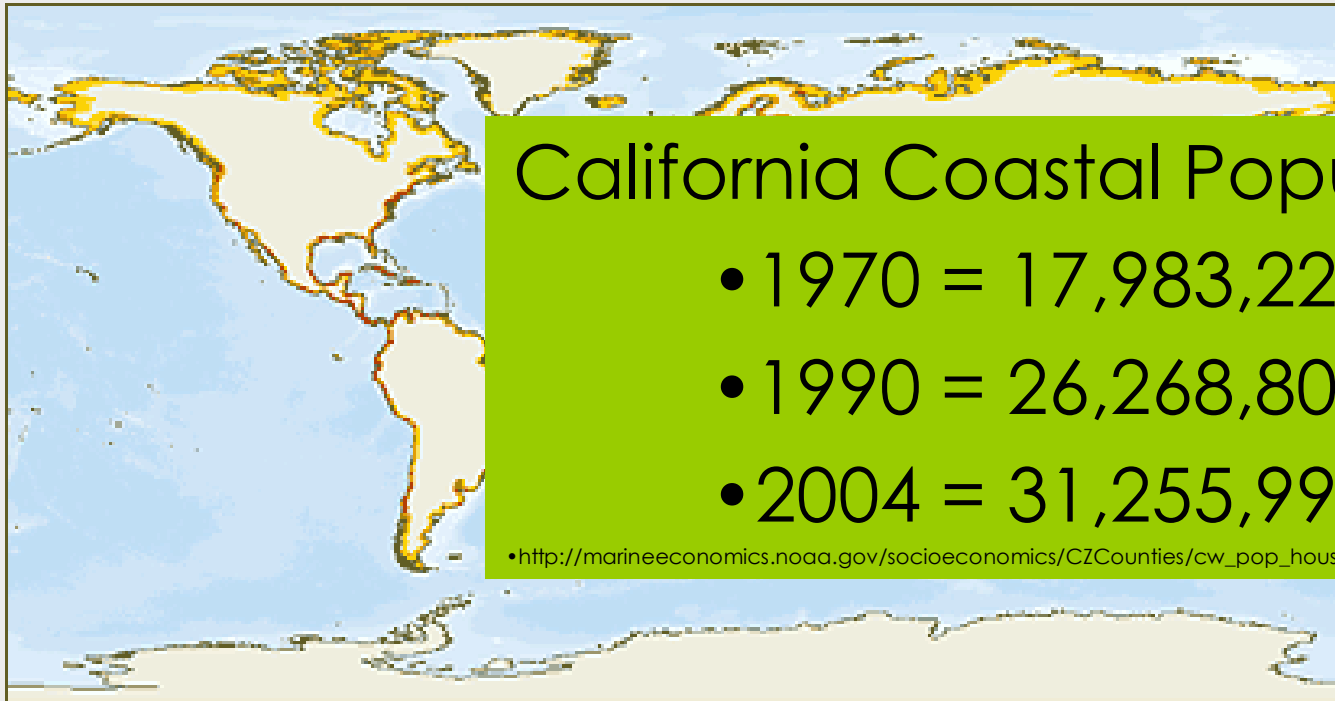 California Coastal Popu
•1970 = 17,983,22
•1990 = 26,268,80
•2004 = 31,255,99
•http://marineeconomics.noaa.gov/socioeconomics/CZCounties/cw_pop_hous